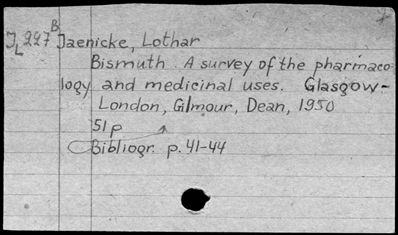 B
JL 227 Jaenicke, Lothar
Bismuth. A survey of the pharmaco-
logy and medicinal uses. Glasgow-
London, Gilmour, Dean, 1950
51p
Bibliogr. p. 41-44